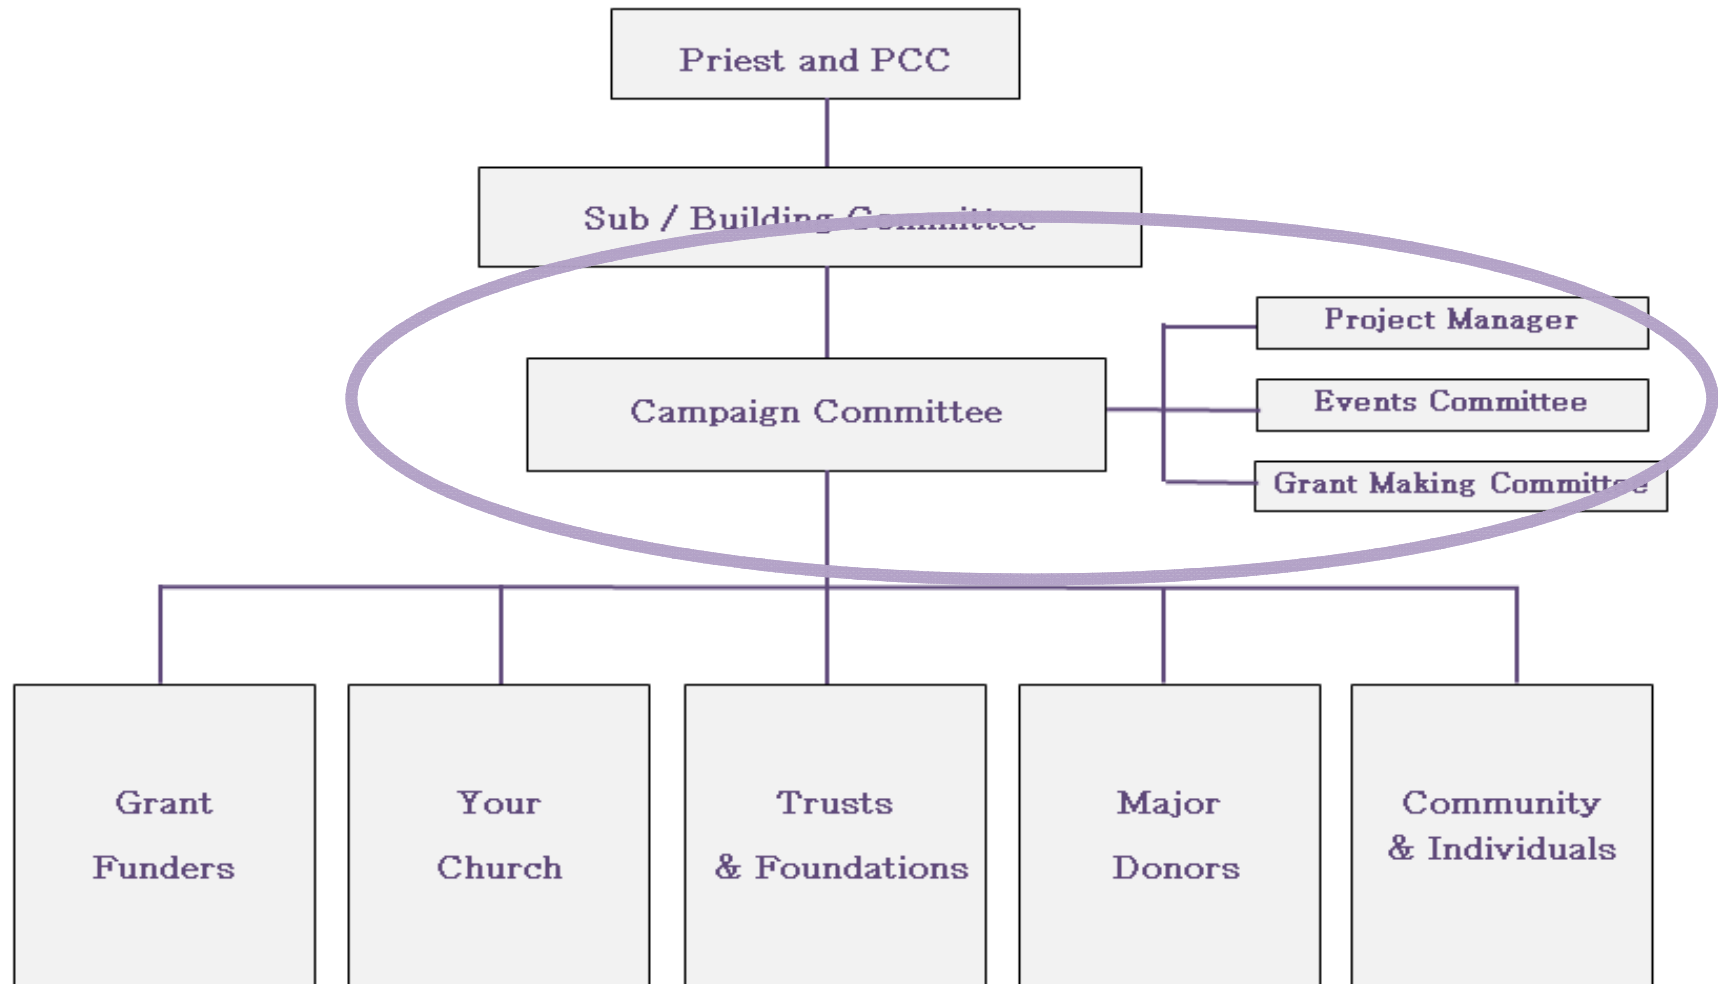 Priest and PCC
Sub / Building Committee
Project Manager
Campaign Committee
Events Committee
Grant Making Committee
Grant
Funders
Your
Church
Trusts
& Foundations
Major
Donors
Community
& Individuals